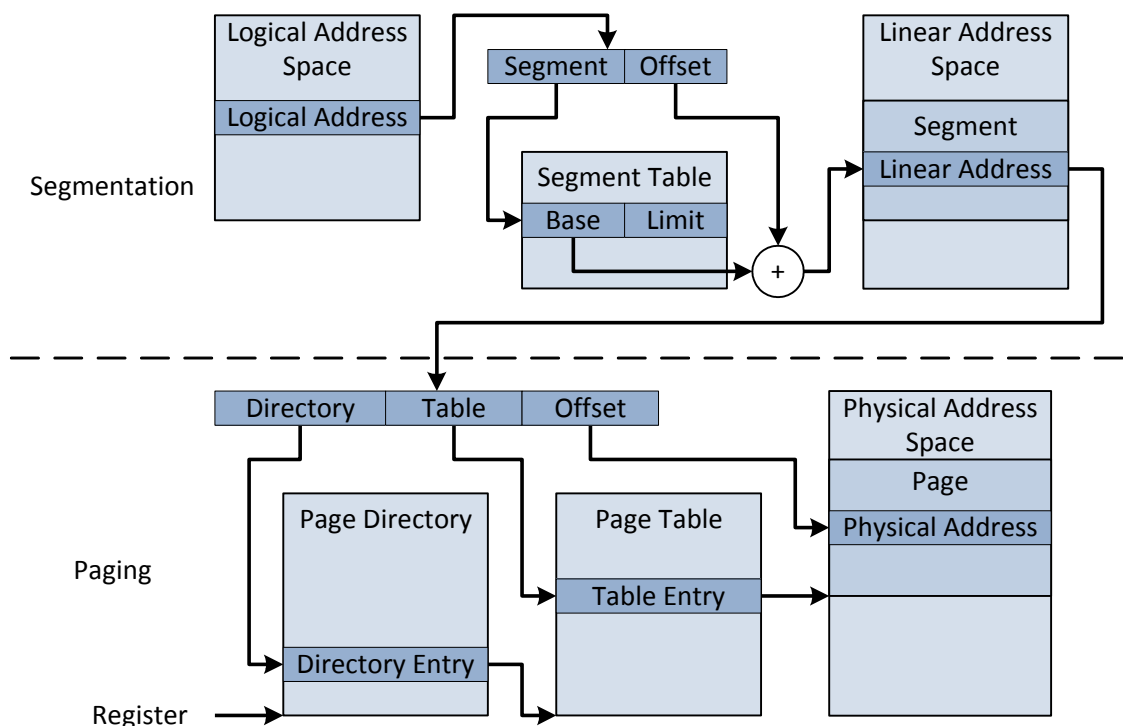 Logical Address
Space
Logical Address
Segment Offset
Linear Address
Space
Segment
Linear Address
Segmentation
Segment Table
Base Limit
+
Directory Table Offset
Physical Address
Space
Page
Physical Address
Page Directory
Page Table
Paging
Table Entry
Directory Entry
Register